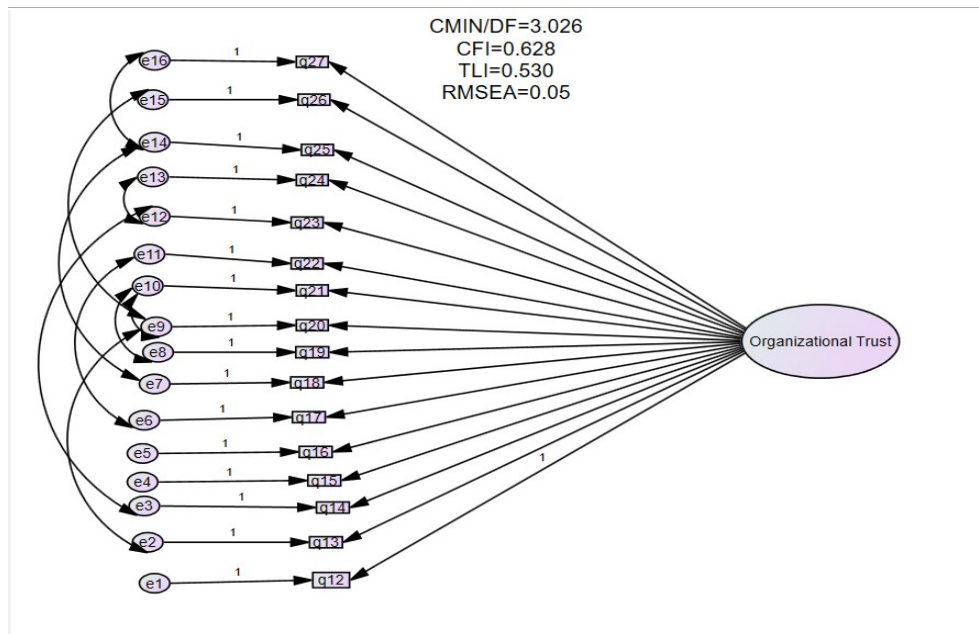 CMIN/DF=3.026
CFI=0.628
TLI=0.530
RMSEA=0.05
e16 1 q27
e15 1 q26
e14 1 q25
e13 1 q24
e12 1 q23
e11 1 q22
e10 1 q21
e9 1 q20
e8 1 q19
e7 1 q18
e6 1 q17
e5 1 q16
e4 1 q15
e3 1 q14
e2 1 q13
e1 1 q12
1
Organizational Trust